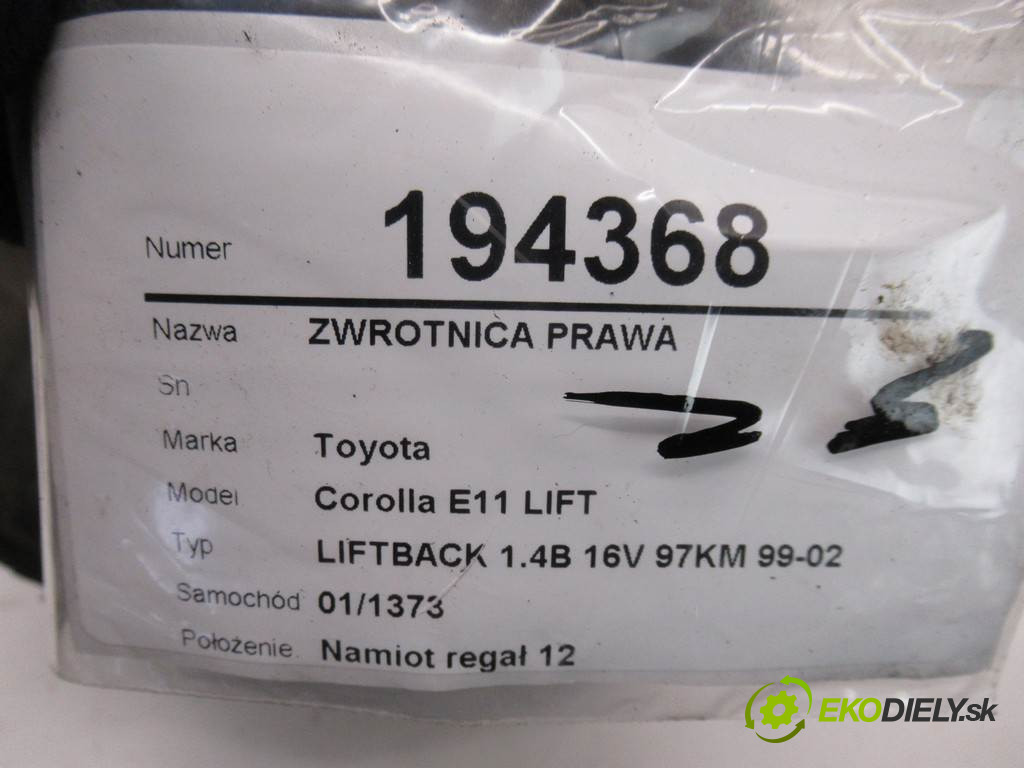 Numer 194368
Nazwa ZWROTNICA PRAWA
Sn
Marka Toyota
Model Corolla E11 LIFT
Typ LIFTBACK 1.4B 16V 97KM 99-02
Samochód 01/1373
Położenie Namiot regał 12
EKODIELY.sk